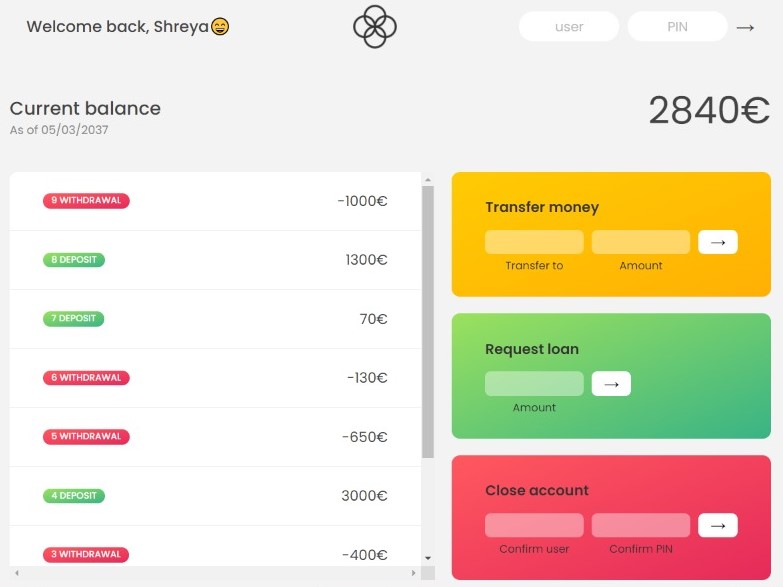 Welcome back, Shreya😄
user
PIN
→
Current balance
As of 05/03/2037
2840€
9 WITHDRAWAL -1000€
8 DEPOSIT 1300€
7 DEPOSIT 70€
6 WITHDRAWAL -130€
5 WITHDRAWAL -650€
4 DEPOSIT 3000€
3 WITHDRAWAL -400€
Transfer money
→
Transfer to Amount
Request loan
→
Amount
Close account
→
Confirm user Confirm PIN